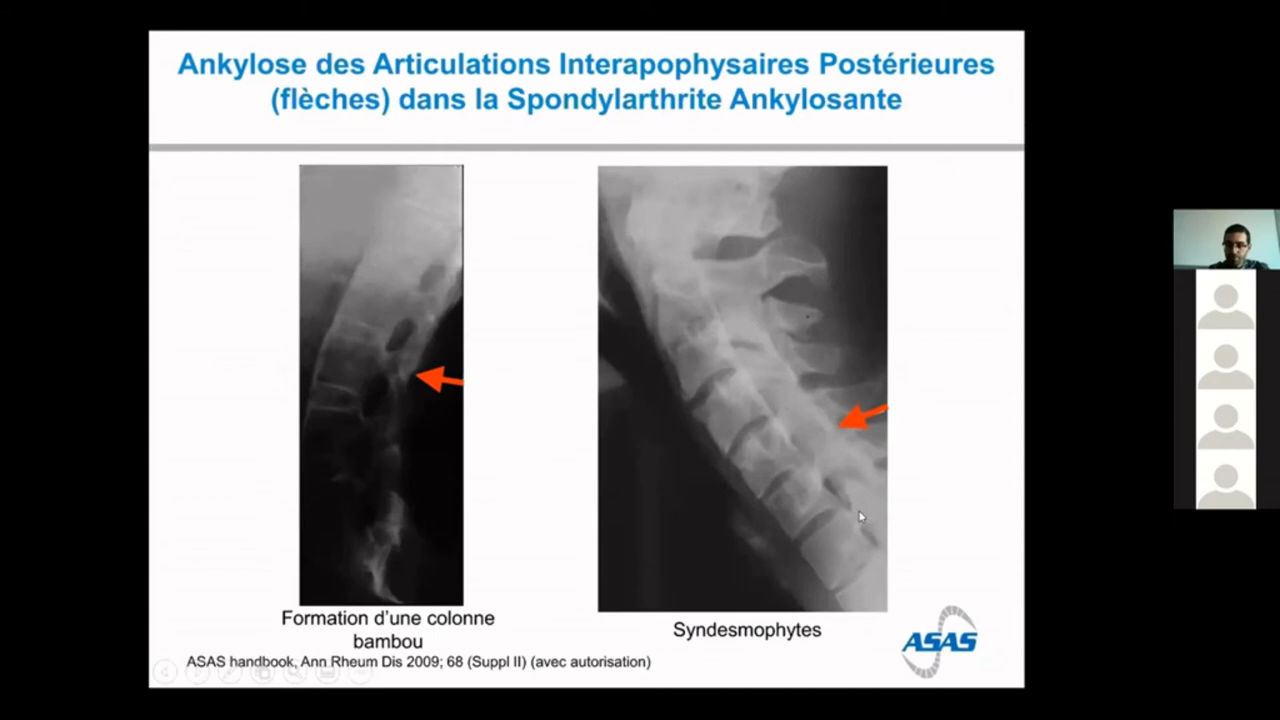 Ankylose des Articulations Interapophysaires Postérieures
(flèches) dans la Spondylarthrite Ankylosante
Formation d'une colonne
bambou
Syndesmophytes
ASAS handbook, Ann Rheum Dis 2009; 68 (Suppl II) (avec autorisation)
ASAS